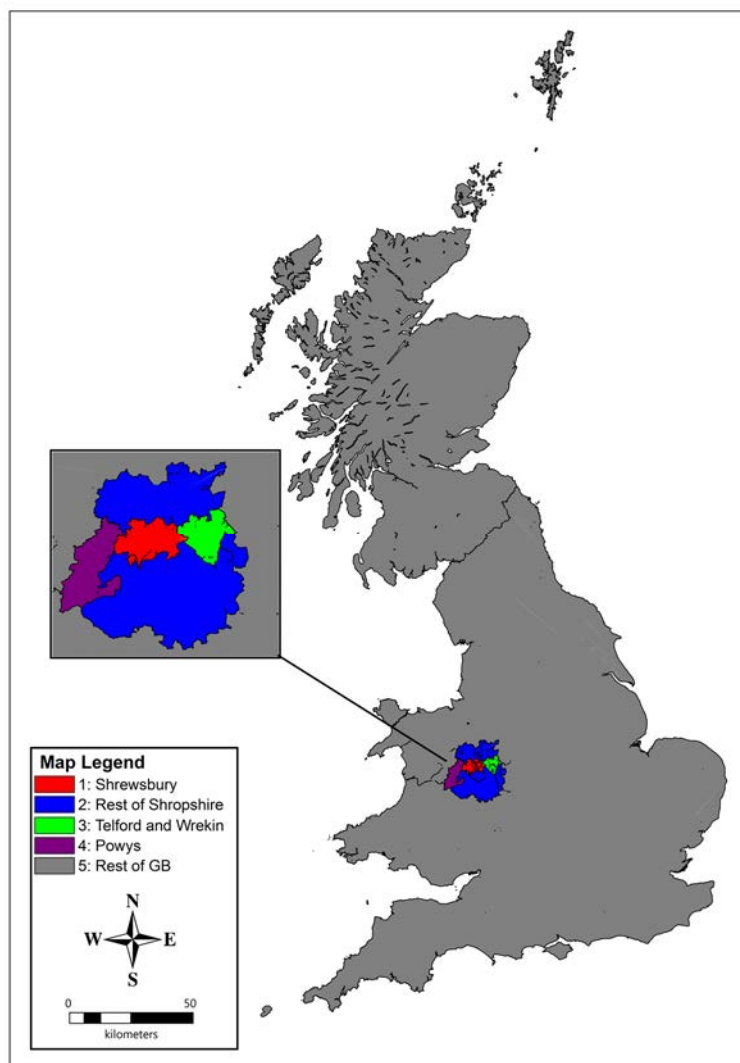 Map Legend
1: Shrewsbury
2: Rest of Shropshire
3: Telford and Wrekin
4: Powys
5: Rest of GB
N
W E
S
0 50
kilometers